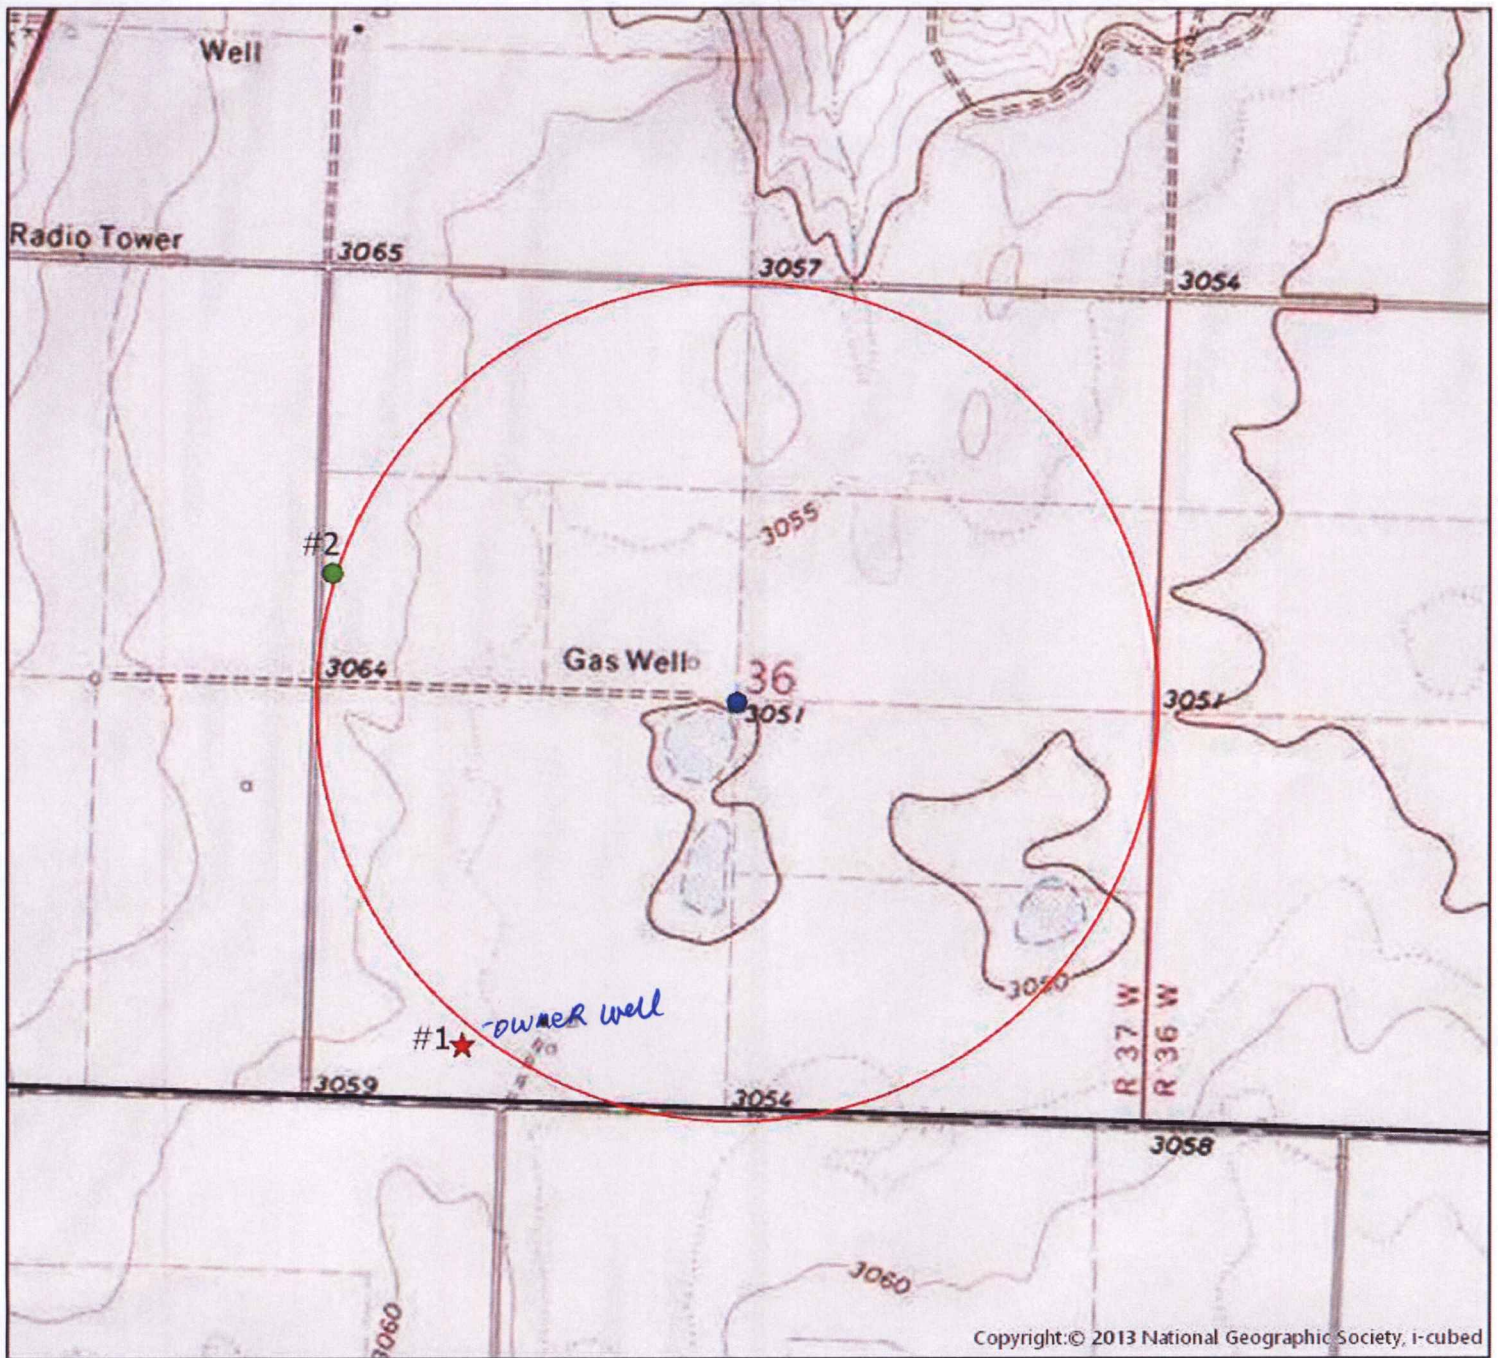 Well
Radio Tower
3065
3057
3054
3055
#2
3064
Gas Well
36
3051
3051
3050
-OWNER well
#1
R 37 W
R 36 W
3059
3054
3058
3060
3060
Copyright:© 2013 National Geographic Society, i-cubed